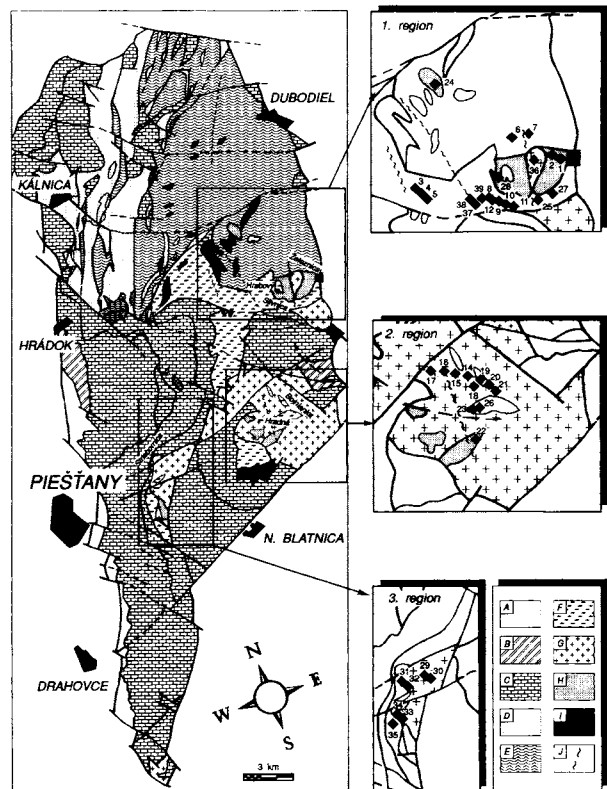 DUBODIEL
KÁLNICA
HRÁDOK
PIEŠŤANY
N. BLATNICA
DRAHOVCE
N
W E
S
3 km
1. region
24
6 7
36 2 1
3
4
5
39 8 28 10 11 27
38 37 12 9 25
2. region
17 16 15 14 19
20
21
18
23 26
22
3. region
31 29
32 30
33
35
A F
B G
C H
D I
E J